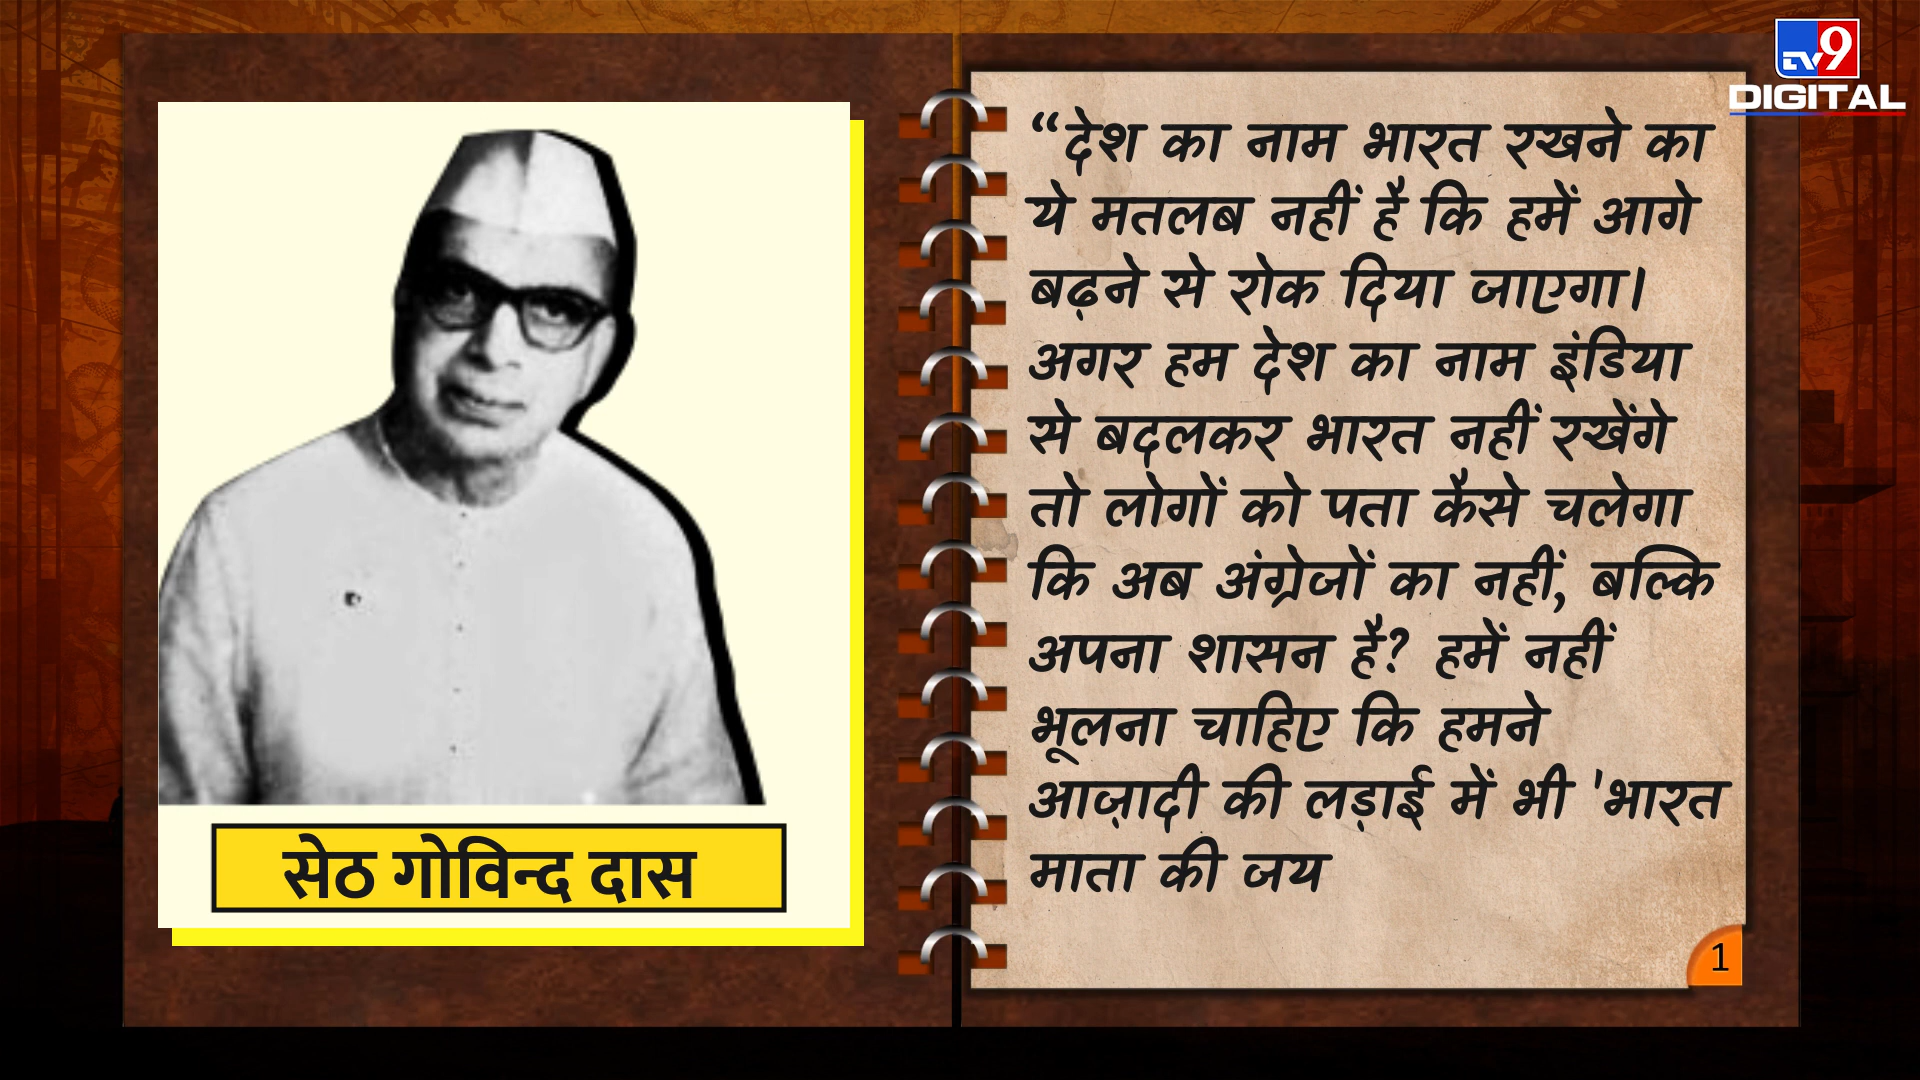 TV9
DIGITAL
सेठ गोविन्द दास
“देश का नाम भारत रखने का
ये मतलब नहीं है कि हमें आगे
बढ़ने से रोक दिया जाएगा।
अगर हम देश का नाम इंडिया
से बदलकर भारत नहीं रखेंगे
तो लोगों को पता कैसे चलेगा
कि अब अंग्रेजों का नहीं, बल्कि
अपना शासन है? हमें नहीं
भूलना चाहिए कि हमने
आज़ादी की लड़ाई में भी 'भारत
माता की जय
1